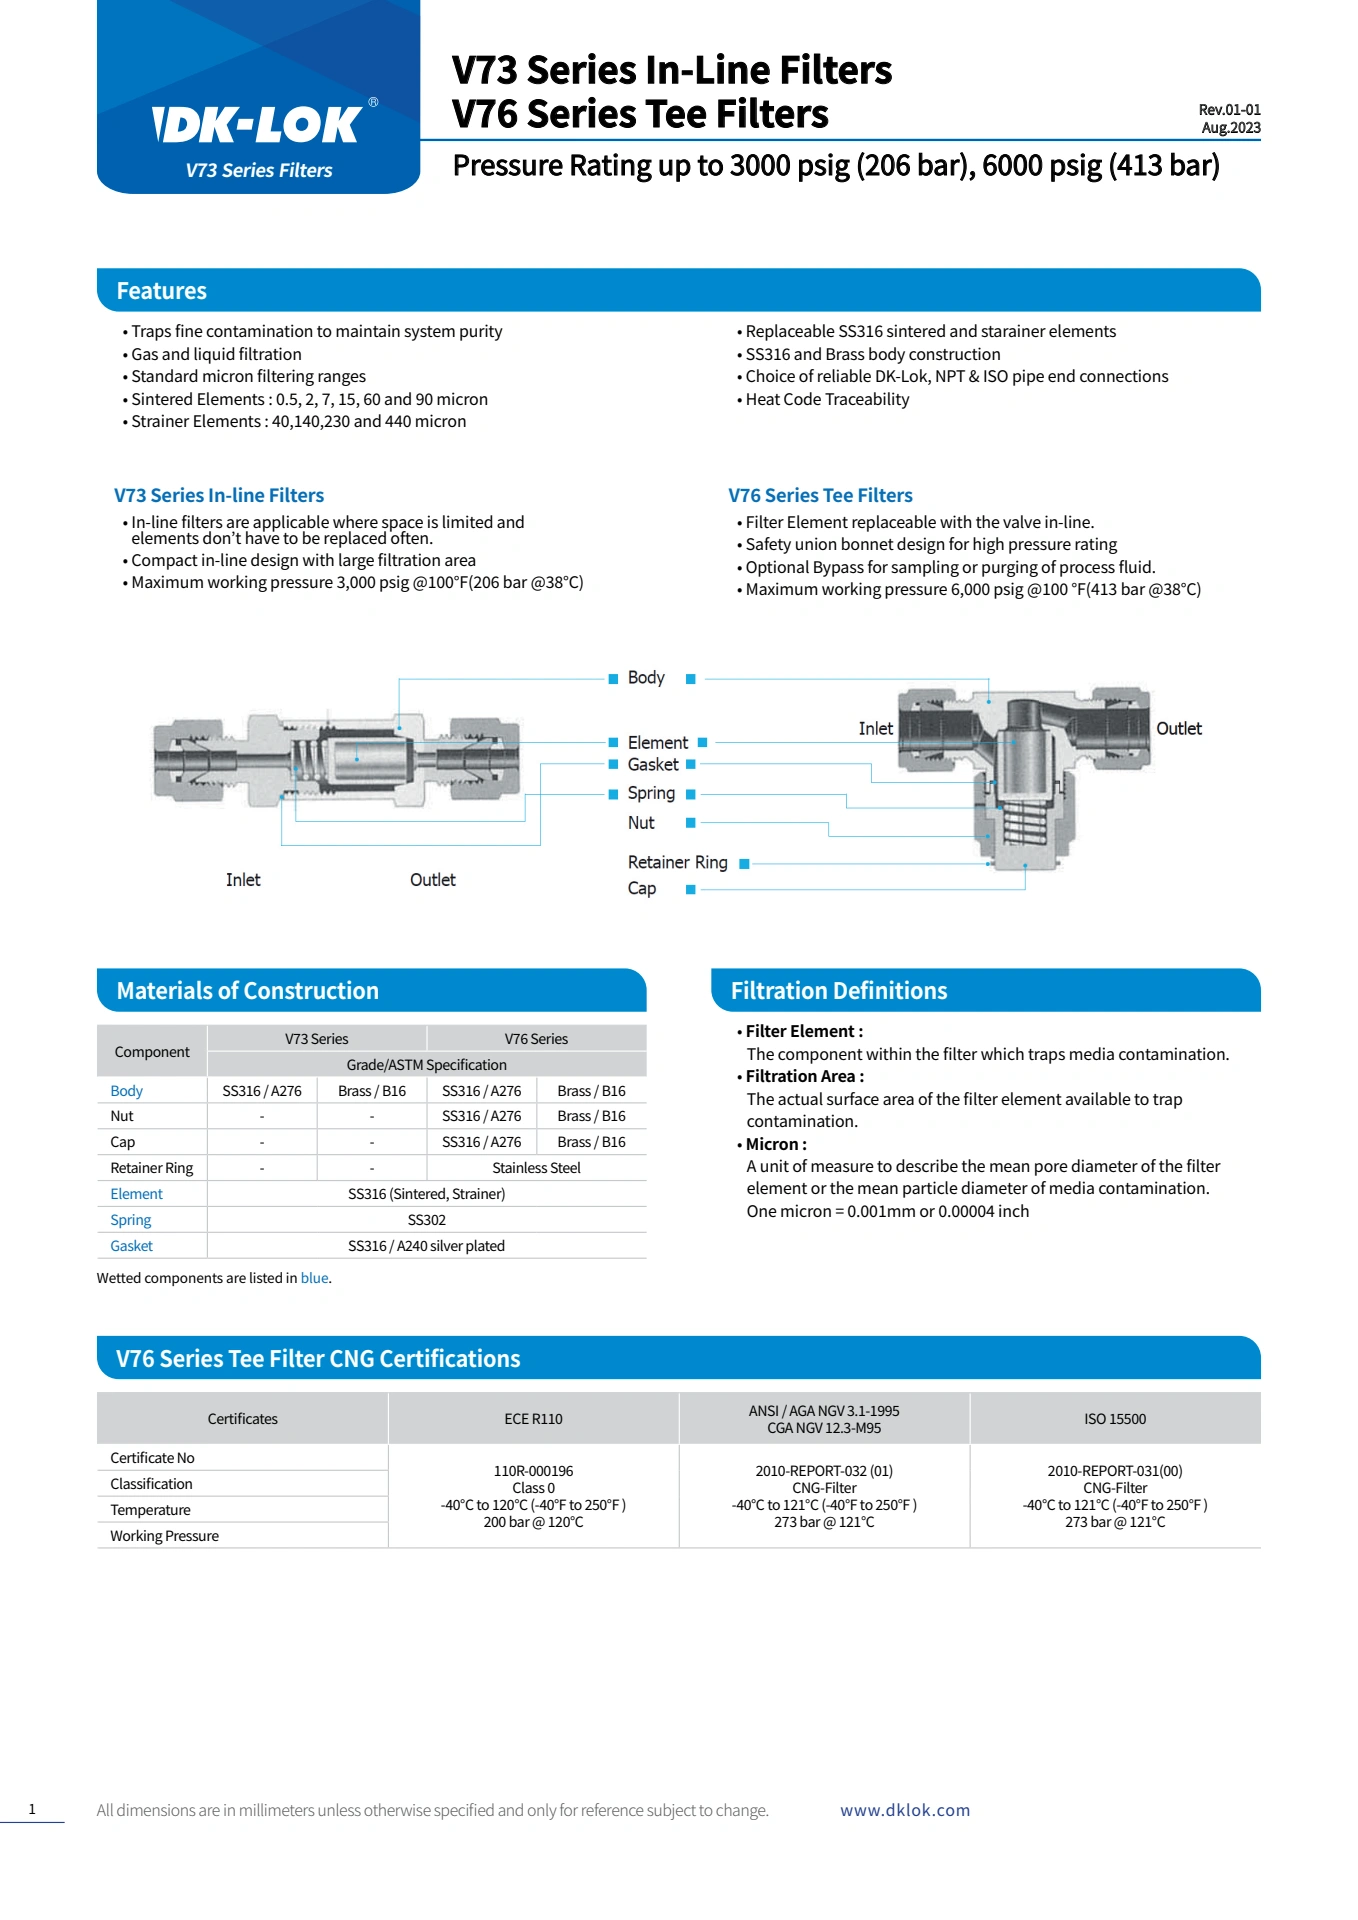 DK-LOK®
V73 Series Filters
V73 Series In-Line Filters
V76 Series Tee Filters
Rev.01-01
Aug.2023
Pressure Rating up to 3000 psig (206 bar), 6000 psig (413 bar)
Features
• Traps fine contamination to maintain system purity
• Gas and liquid filtration
• Standard micron filtering ranges
• Sintered Elements : 0.5, 2, 7, 15, 60 and 90 micron
• Strainer Elements : 40,140,230 and 440 micron
• Replaceable SS316 sintered and starainer elements
• SS316 and Brass body construction
• Choice of reliable DK-Lok, NPT & ISO pipe end connections
• Heat Code Traceability
V73 Series In-line Filters
• In-line filters are applicable where space is limited and
elements don't have to be replaced often.
• Compact in-line design with large filtration area
• Maximum working pressure 3,000 psig @100°F(206 bar @38°C)
V76 Series Tee Filters
• Filter Element replaceable with the valve in-line.
• Safety union bonnet design for high pressure rating
• Optional Bypass for sampling or purging of process fluid.
• Maximum working pressure 6,000 psig @100 °F(413 bar @38°C)
Body
Element
Gasket
Spring
Nut
Retainer Ring
Cap
Inlet
Outlet
Inlet
Outlet
Materials of Construction
Component V73 Series V76 Series
Grade/ASTM Specification
Body SS316 / A276 Brass / B16 SS316 / A276 Brass / B16
Nut - - SS316 / A276 Brass / B16
Cap - - SS316 / A276 Brass / B16
Retainer Ring - - Stainless Steel
Element SS316 (Sintered, Strainer)
Spring SS302
Gasket SS316 / A240 silver plated
Wetted components are listed in blue.
Filtration Definitions
• Filter Element :
The component within the filter which traps media contamination.
• Filtration Area :
The actual surface area of the filter element available to trap
contamination.
• Micron :
A unit of measure to describe the mean pore diameter of the filter
element or the mean particle diameter of media contamination.
One micron = 0.001mm or 0.00004 inch
V76 Series Tee Filter CNG Certifications
Certificates
ECE R110
ANSI / AGA NGV 3.1-1995
CGA NGV 12.3-M95
ISO 15500
Certificate No
Classification
Temperature
Working Pressure
110R-000196
Class 0
-40°C to 120°C (-40°F to 250°F )
200 bar @ 120°C
2010-REPORT-032 (01)
CNG-Filter
-40°C to 121°C (-40°F to 250°F )
273 bar @ 121°C
2010-REPORT-031(00)
CNG-Filter
-40°C to 121°C (-40°F to 250°F )
273 bar @ 121°C
1
All dimensions are in millimeters unless otherwise specified and only for reference subject to change.
www.dklok.com